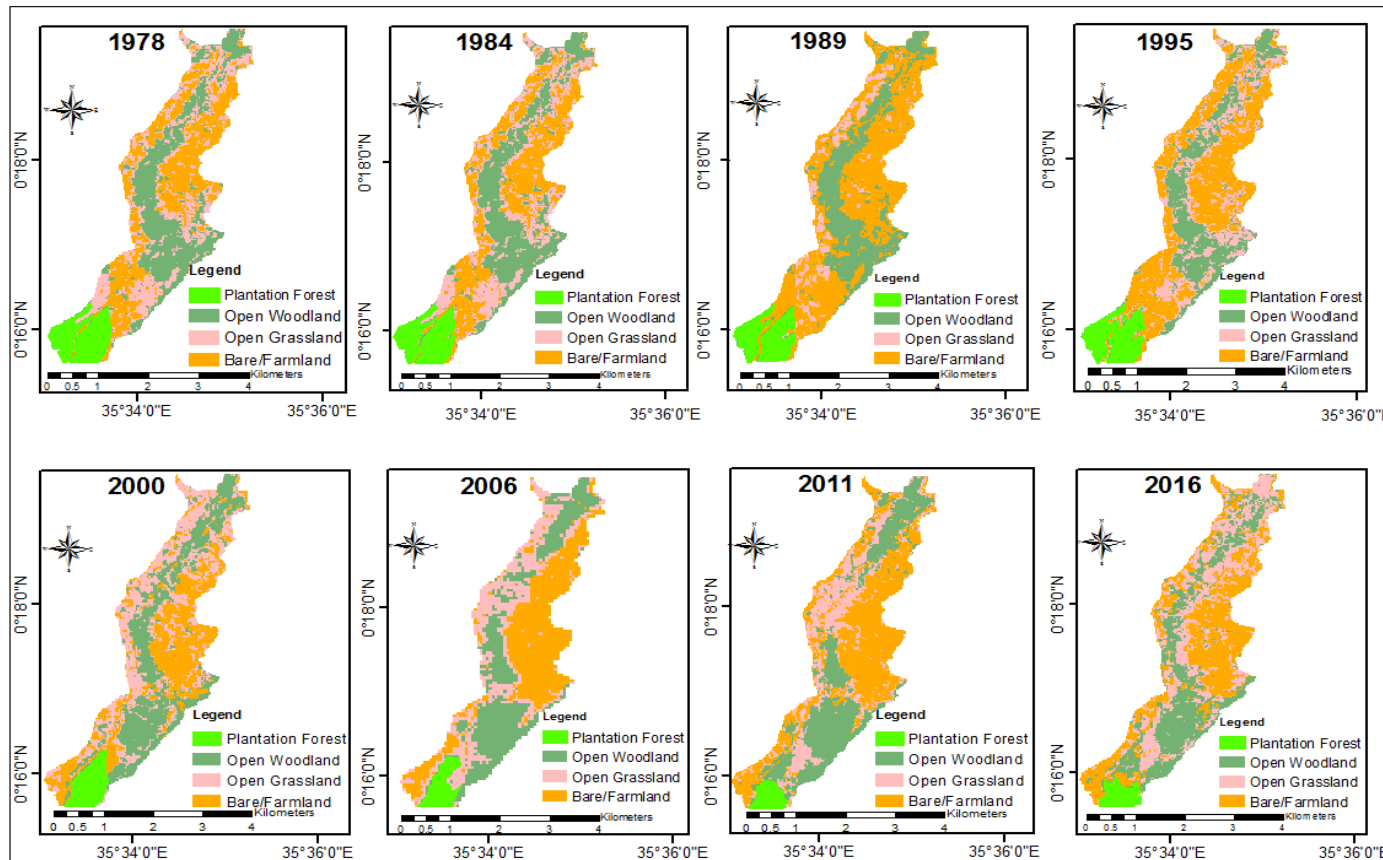 1978
0°18'0"N
0°16'0"N
Legend
Plantation Forest
Open Woodland
Open Grassland
Bare/Farmland
Kilometers
0 0.5 1 2 3 4
35°34'0"E 35°36'0"E
1984
0°18'0"N
0°16'0"N
Legend
Plantation Forest
Open Woodland
Open Grassland
Bare/Farmland
Kilometers
0 0.5 1 2 3 4
35°34'0"E 35°36'0"E
1989
0°18'0"N
0°16'0"N
Legend
Plantation Forest
Open Woodland
Open Grassland
Bare/Farmland
Kilometers
0 0.5 1 2 3 4
35°34'0"E 35°36'0"E
1995
0°18'0"N
0°16'0"N
Legend
Plantation Forest
Open Woodland
Open Grassland
Bare/Farmland
Kilometers
0 0.5 1 2 3 4
35°34'0"E 35°36'0"E
2000
0°18'0"N
0°16'0"N
Legend
Plantation Forest
Open Woodland
Open Grassland
Bare/Farmland
Kilometers
0 0.5 1 2 3 4
35°34'0"E 35°36'0"E
2006
0°18'0"N
0°16'0"N
Legend
Plantation Forest
Open Woodland
Open Grassland
Bare/Farmland
Kilometers
0 0.5 1 2 3 4
35°34'0"E 35°36'0"E
2011
0°18'0"N
0°16'0"N
Legend
Plantation Forest
Open Woodland
Open Grassland
Bare/Farmland
Kilometers
0 0.5 1 2 3 4
35°34'0"E 35°36'0"E
2016
0°18'0"N
0°16'0"N
Legend
Plantation Forest
Open Woodland
Open Grassland
Bare/Farmland
Kilometers
0 0.5 1 2 3 4
35°34'0"E 35°36'0"E